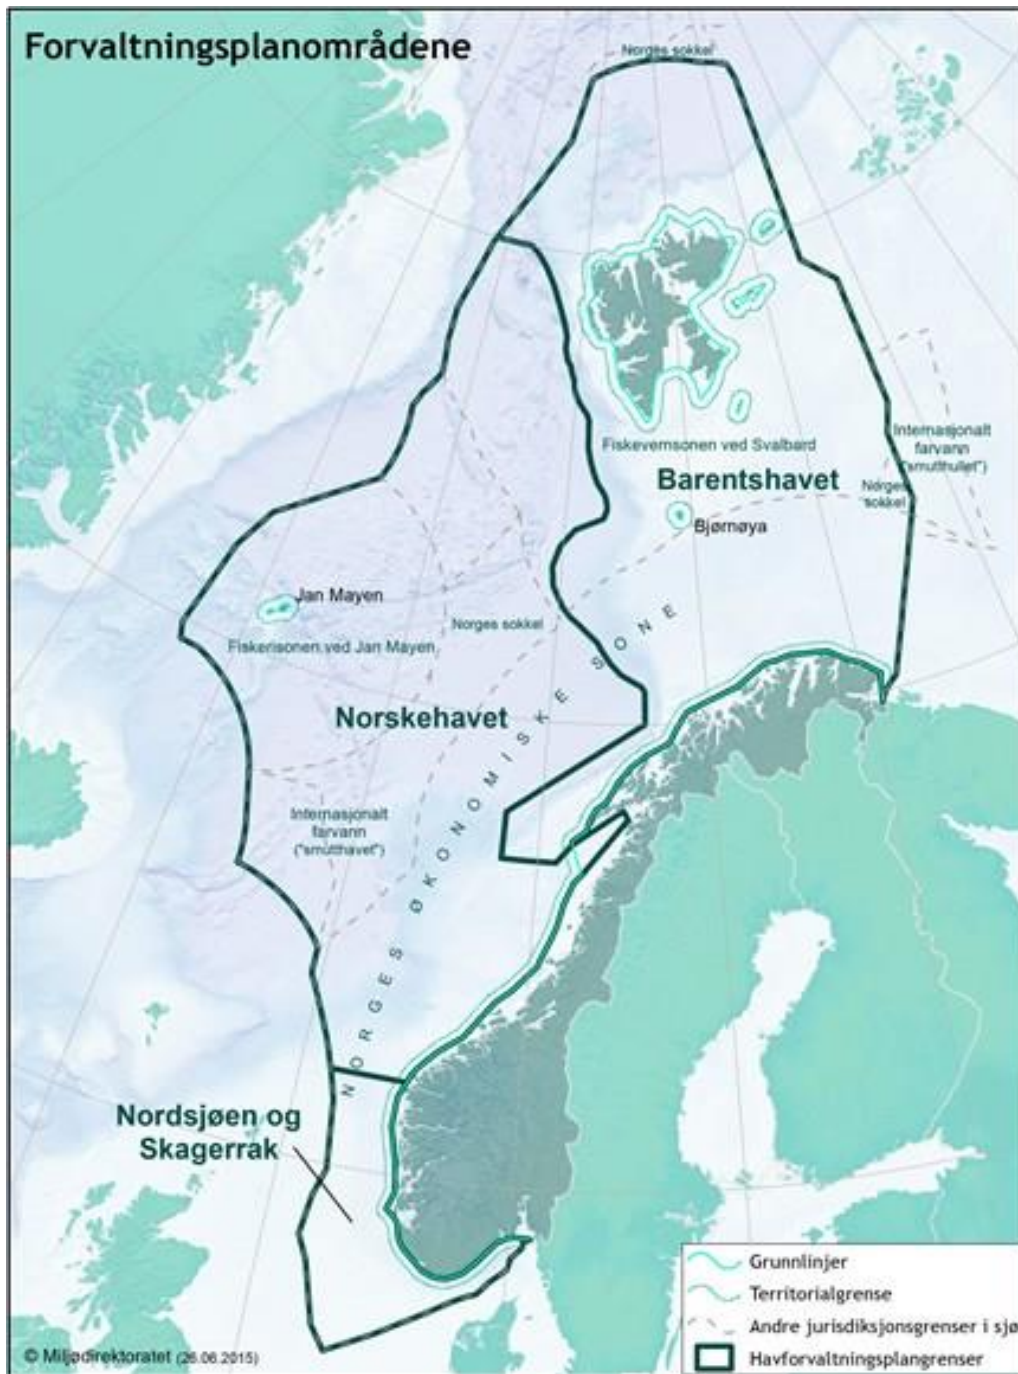 Forvaltningsplanområdene
Norges sokkel
Fiskevernsonen ved Svalbard
Barentshavet
Internasjonalt
farvann
("smutthullet")
Norges
sokkel
Bjørnøya
Jan Mayen
Fiskerisonen ved Jan Mayen
Norges sokkel
Norskehavet
NORGES ØKONOMISKE SONE
Internasjonalt
farvann
("smutthavet")
Nordsjøen og
Skagerrak
Grunnlinjer
Territorialgrense
Andre jurisdiksjonsgrenser i sjø
Havforvaltningsplangrenser
© Miljødirektoratet (26.06.2015)